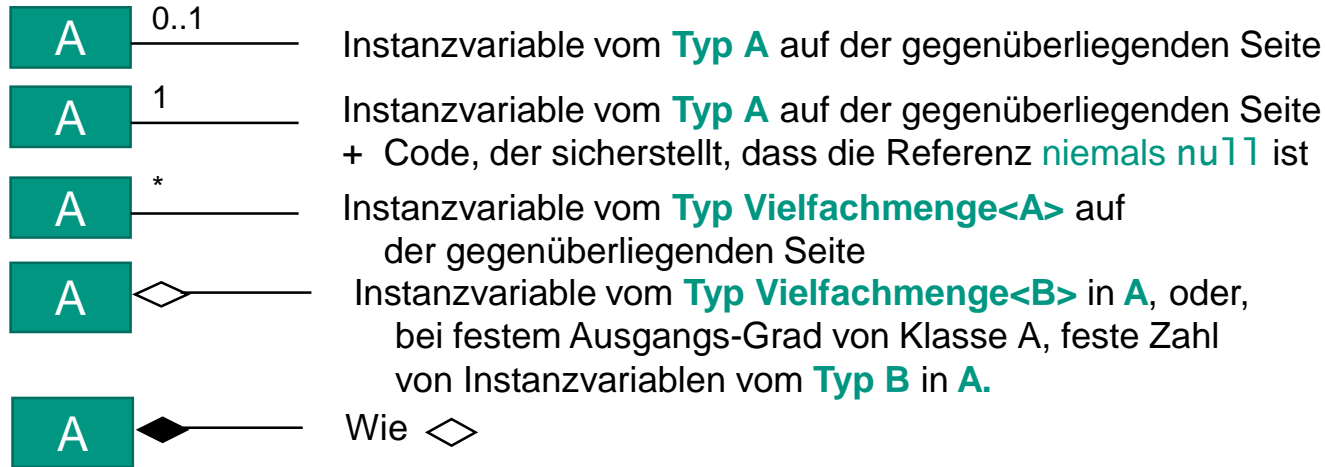 A 0..1 Instanzvariable vom Typ A auf der gegenüberliegenden Seite
A 1 Instanzvariable vom Typ A auf der gegenüberliegenden Seite
+ Code, der sicherstellt, dass die Referenz niemals null ist
A * Instanzvariable vom Typ Vielfachmenge<A> auf
der gegenüberliegenden Seite
A Instanzvariable vom Typ Vielfachmenge<B> in A, oder,
bei festem Ausgangs-Grad von Klasse A, feste Zahl
von Instanzvariablen vom Typ B in A.
A Wie